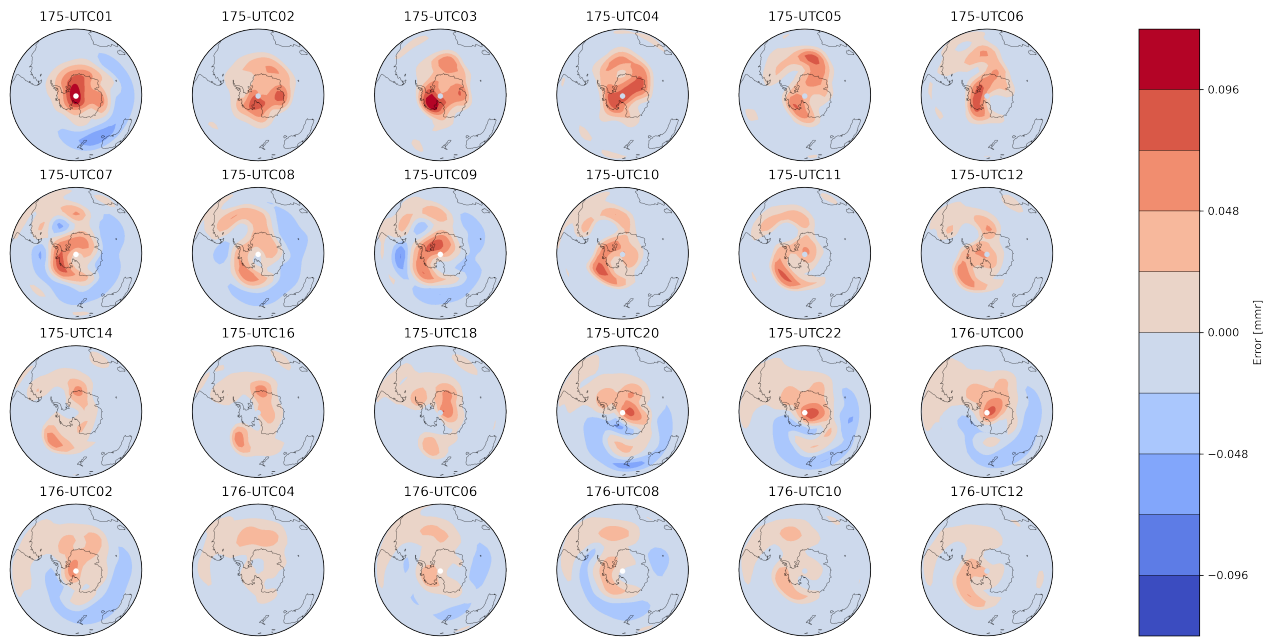 175-UTC01 175-UTC02 175-UTC03 175-UTC04 175-UTC05 175-UTC06
175-UTC07 175-UTC08 175-UTC09 175-UTC10 175-UTC11 175-UTC12
175-UTC14 175-UTC16 175-UTC18 175-UTC20 175-UTC22 176-UTC00
176-UTC02 176-UTC04 176-UTC06 176-UTC08 176-UTC10 176-UTC12
0.096
0.048
0.000
−0.048
−0.096
Error [mmr]